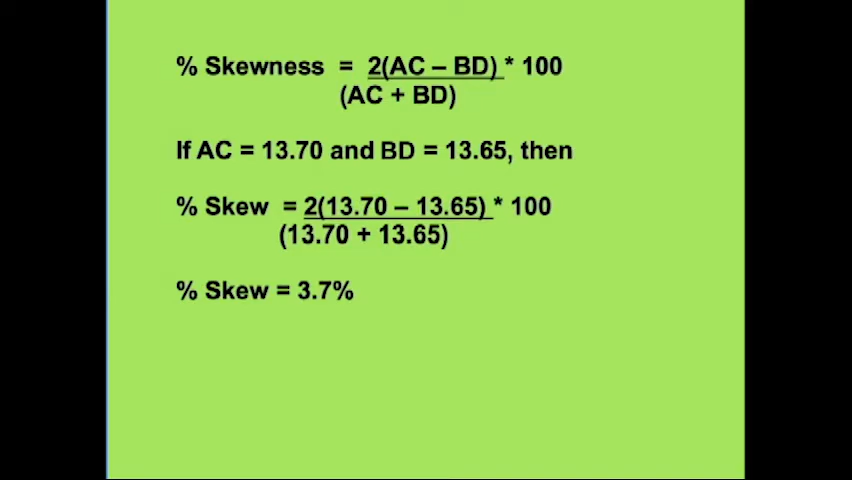 % Skewness = 2(AC – BD) * 100
(AC + BD)
If AC = 13.70 and BD = 13.65, then
% Skew = 2(13.70 – 13.65) * 100
(13.70 + 13.65)
% Skew = 3.7%